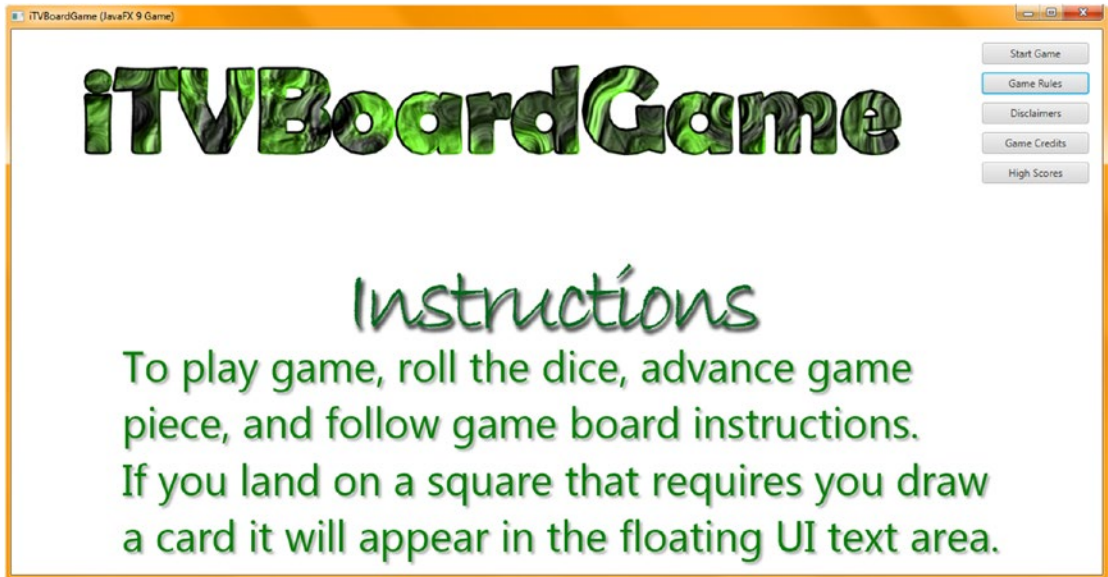 iTVBoardGame (JavaFX 9 Game)
iTVBoardGame
Start Game
Game Rules
Disclaimers
Game Credits
High Scores
Instructions
To play game, roll the dice, advance game
piece, and follow game board instructions.
If you land on a square that requires you draw
a card it will appear in the floating UI text area.